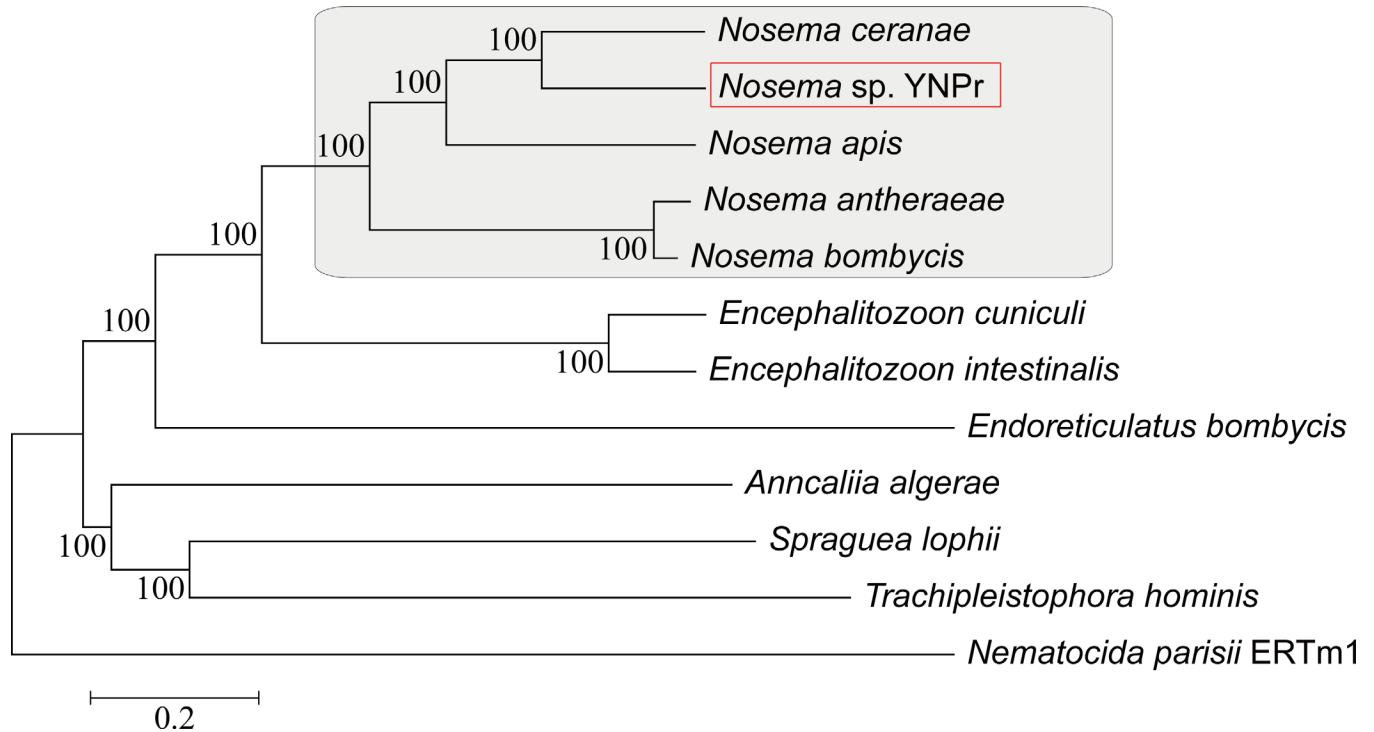 Nosema ceranae
100
Nosema sp. YNPr
100
Nosema apis
100
Nosema antheraeae
100
Nosema bombycis
100
Encephalitozoon cuniculi
100
Encephalitozoon intestinalis
100
Endoreticulatus bombycis
Anncaliia algerae
100
Spraguea lophii
100
Trachipleistophora hominis
Nematocida parisii ERTm1
0.2